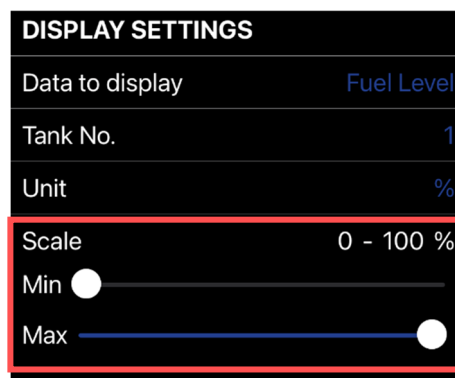 DISPLAY SETTINGS
Data to display Fuel Level
Tank No. 1
Unit %
Scale 0 - 100 %
Min
Max